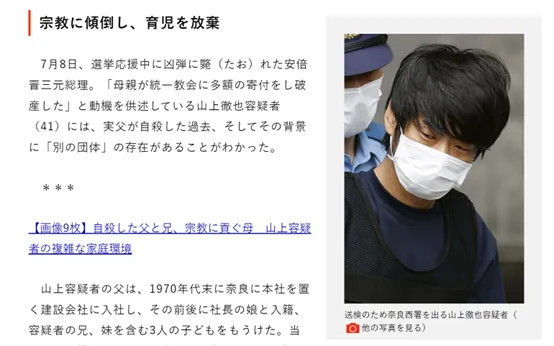 宗教に傾倒し、育児を放棄
7月8日、選挙応援中に凶弾に斃（たお）れた安倍
晋三元総理。「母親が統一教会に多額の寄付をし破
産した」と動機を供述している山上徹也容疑者
（41）には、実父が自殺した過去、そしてその背景
に「別の団体」の存在があることがわかった。
＊＊＊
【画像9枚】自殺した父と兄、宗教に貢ぐ母　山上容疑
者の複雑な家庭環境
山上容疑者の父は、1970年代末に奈良に本社を置
く建設会社に入社し、その前後に社長の娘と入籍、
容疑者の兄、妹を含む3人の子どもをもうけた。当
送検のため奈良西署を出る山上徹也容疑者（
他の写真を見る）